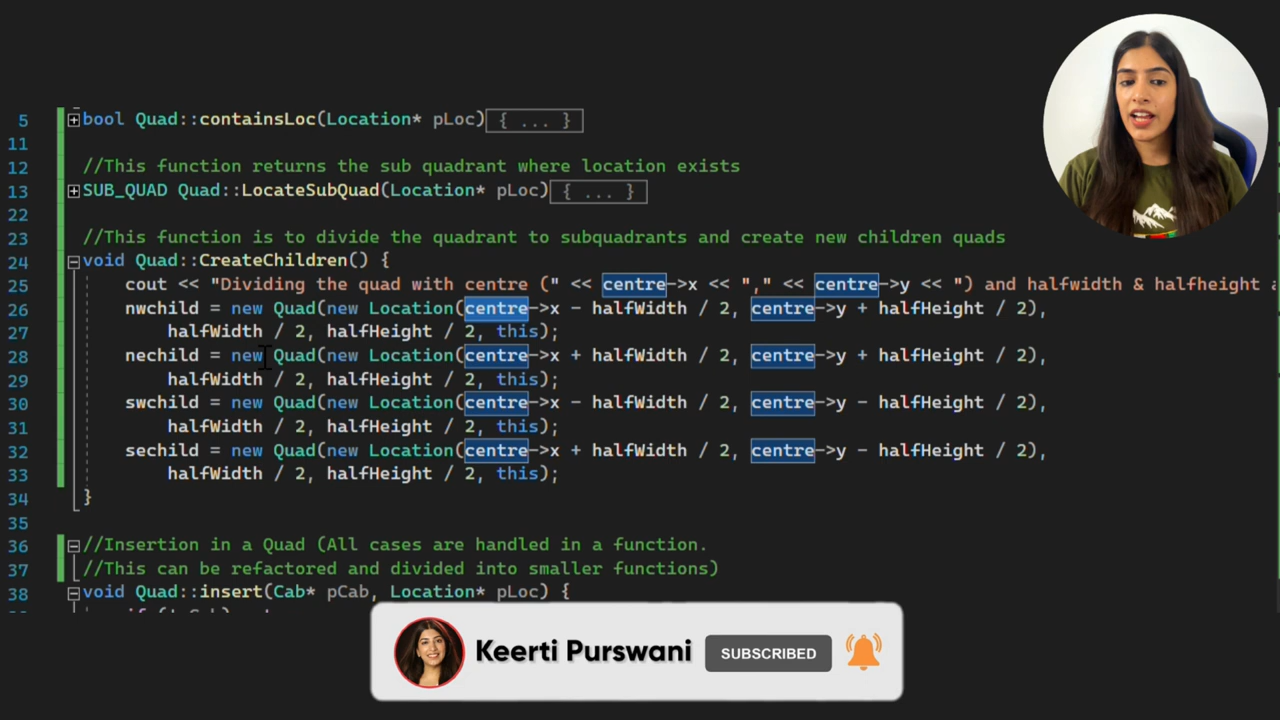 5 bool Quad::containsLoc(Location* pLoc) { ... }
11
12 //This function returns the sub quadrant where location exists
13 SUB_QUAD Quad::LocateSubQuad(Location* pLoc) { ... }
22
23 //This function is to divide the quadrant to subquadrants and create new children quads
24 void Quad::CreateChildren() {
25 cout << "Dividing the quad with centre (" << centre->x << "," << centre->y << ") and halfwidth & halfheight
26 nwchild = new Quad(new Location(centre->x - halfWidth / 2, centre->y + halfHeight / 2),
27 halfWidth / 2, halfHeight / 2, this);
28 nechild = new Quad(new Location(centre->x + halfWidth / 2, centre->y + halfHeight / 2),
29 halfWidth / 2, halfHeight / 2, this);
30 swchild = new Quad(new Location(centre->x - halfWidth / 2, centre->y - halfHeight / 2),
31 halfWidth / 2, halfHeight / 2, this);
32 sechild = new Quad(new Location(centre->x + halfWidth / 2, centre->y - halfHeight / 2),
33 halfWidth / 2, halfHeight / 2, this);
34 }
35
36 //Insertion in a Quad (All cases are handled in a function.
37 //This can be refactored and divided into smaller functions)
38 void Quad::insert(Cab* pCab, Location* pLoc) {
Keerti Purswani SUBSCRIBED